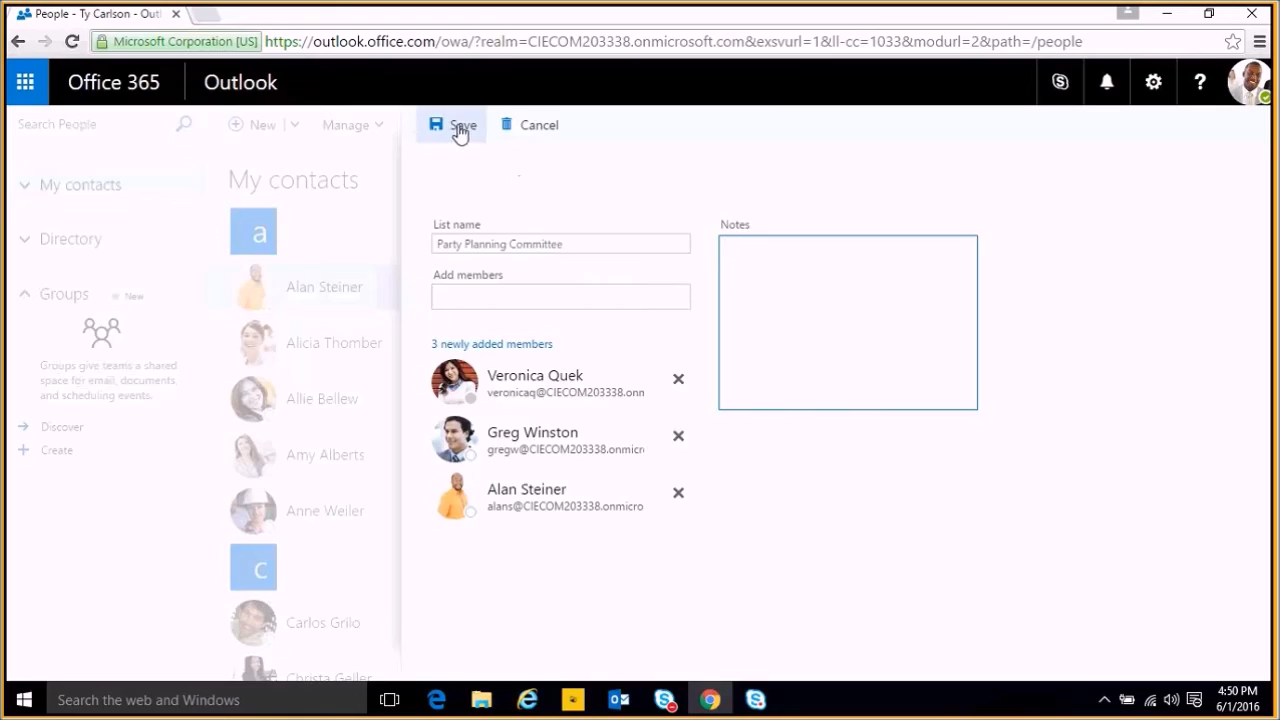 People - Ty Carlson - Outl
Microsoft Corporation [US]
https://outlook.office.com/owa/?realm=CIECOM203338.onmicrosoft.com&exsvurl=1&ll-cc=1033&modurl=2&path=/people
Office 365
Outlook
Search People
New
Manage
Save
Cancel
My contacts
Directory
Groups
New
Groups give teams a shared
space for email, documents,
and scheduling events.
Discover
Create
My contacts
a
Alan Steiner
Alicia Thomber
Allie Bellew
Amy Alberts
Anne Weiler
c
Carlos Grilo
Christa Geller
List name
Party Planning Committee
Add members
3 newly added members
Veronica Quek
veronicaq@CIECOM203338.onn
Greg Winston
gregw@CIECOM203338.onmicr
Alan Steiner
alans@CIECOM203338.onmicro
Notes
Search the web and Windows
4:50 PM
6/1/2016